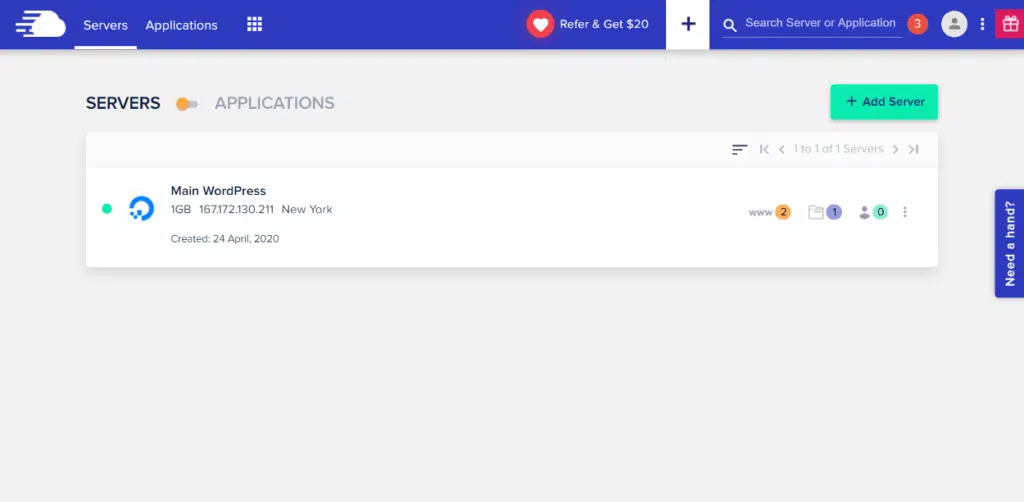 Servers Applications Refer & Get $20 + Search Server or Application 3
SERVERS APPLICATIONS + Add Server
1 to 1 of 1 Servers
Main WordPress
1GB 167.172.130.211 New York
www 2 1 0
Created: 24 April, 2020
Need a hand?